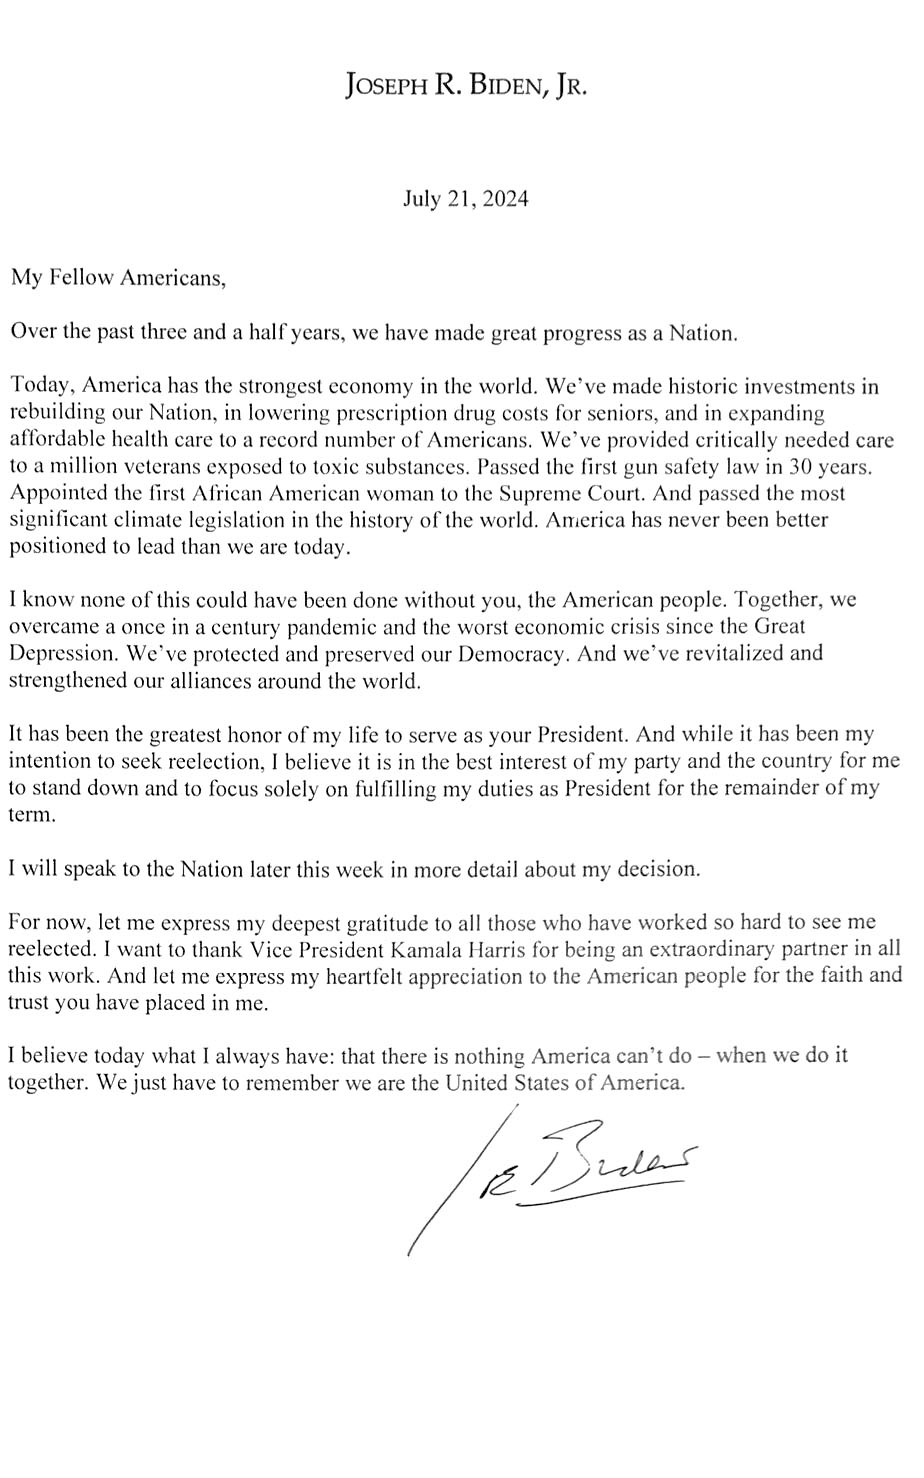 JOSEPH R. BIDEN, JR.
July 21, 2024
My Fellow Americans,
Over the past three and a half years, we have made great progress as a Nation.
Today, America has the strongest economy in the world. We've made historic investments in
rebuilding our Nation, in lowering prescription drug costs for seniors, and in expanding
affordable health care to a record number of Americans. We've provided critically needed care
to a million veterans exposed to toxic substances. Passed the first gun safety law in 30 years.
Appointed the first African American woman to the Supreme Court. And passed the most
significant climate legislation in the history of the world. America has never been better
positioned to lead than we are today.
I know none of this could have been done without you, the American people. Together, we
overcame a once in a century pandemic and the worst economic crisis since the Great
Depression. We've protected and preserved our Democracy. And we've revitalized and
strengthened our alliances around the world.
It has been the greatest honor of my life to serve as your President. And while it has been my
intention to seek reelection, I believe it is in the best interest of my party and the country for me
to stand down and to focus solely on fulfilling my duties as President for the remainder of my
term.
I will speak to the Nation later this week in more detail about my decision.
For now, let me express my deepest gratitude to all those who have worked so hard to see me
reelected. I want to thank Vice President Kamala Harris for being an extraordinary partner in all
this work. And let me express my heartfelt appreciation to the American people for the faith and
trust you have placed in me.
I believe today what I always have: that there is nothing America can't do – when we do it
together. We just have to remember we are the United States of America.
Joe Biden